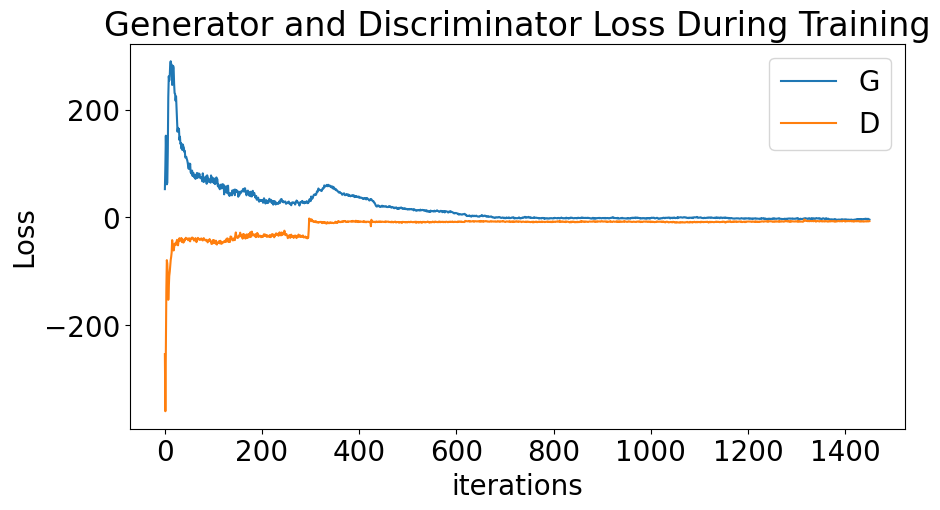 Generator and Discriminator Loss During Training
G
D
200
0
−200
Loss
0 200 400 600 800 1000 1200 1400
iterations